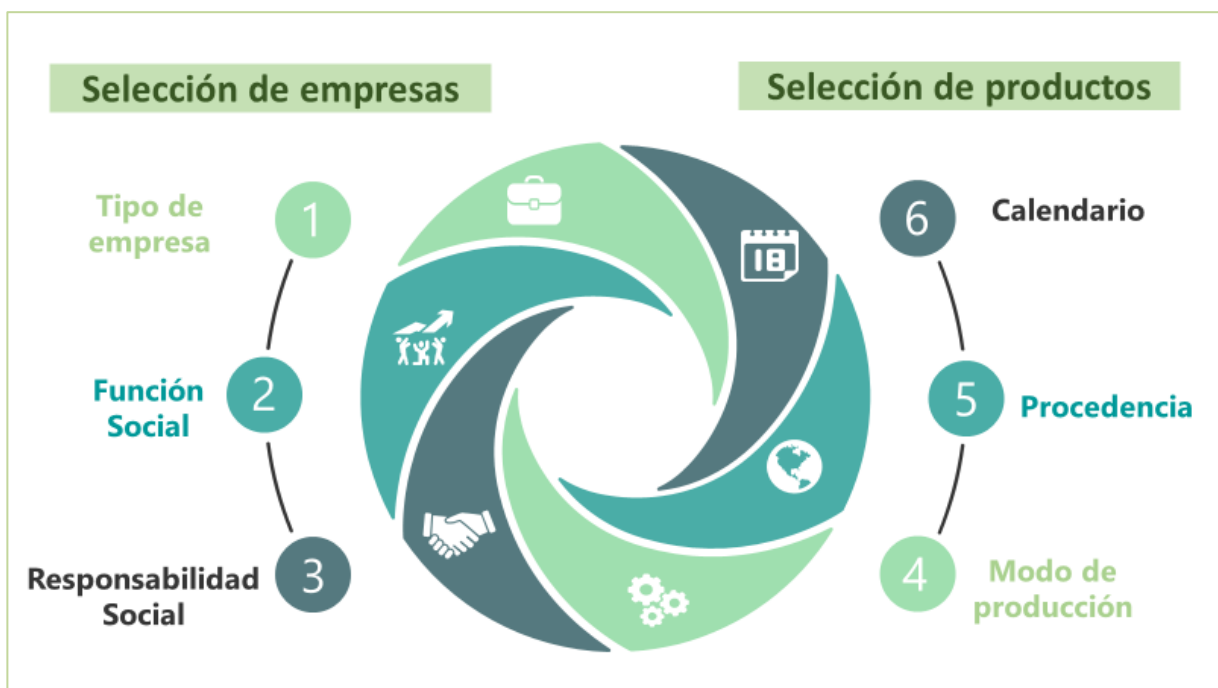 Selección de empresas
1
Tipo de
empresa
2
Función
Social
3
Responsabilidad
Social
Selección de productos
6
Calendario
5
Procedencia
4
Modo de
producción
18